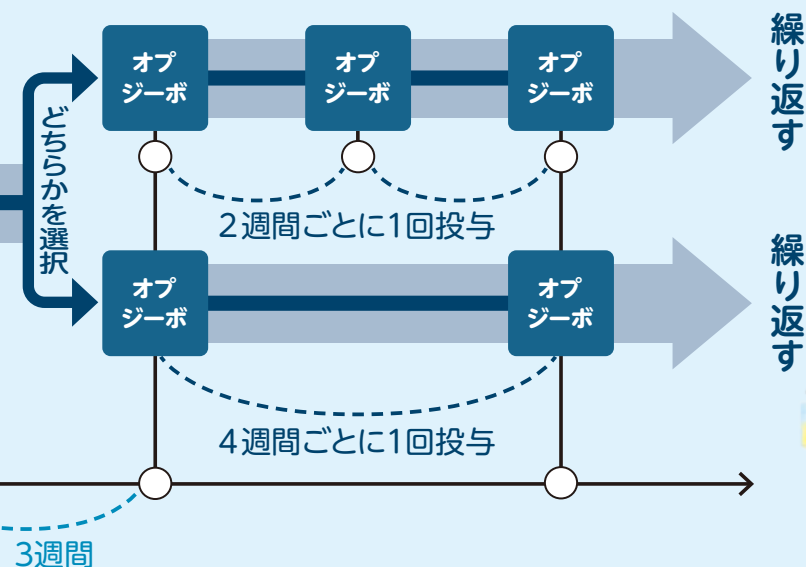 オプ
ジーボ
オプ
ジーボ
オプ
ジーボ
繰り返す
どちらかを選択
2週間ごとに1回投与
オプ
ジーボ
オプ
ジーボ
繰り返す
4週間ごとに1回投与
3週間